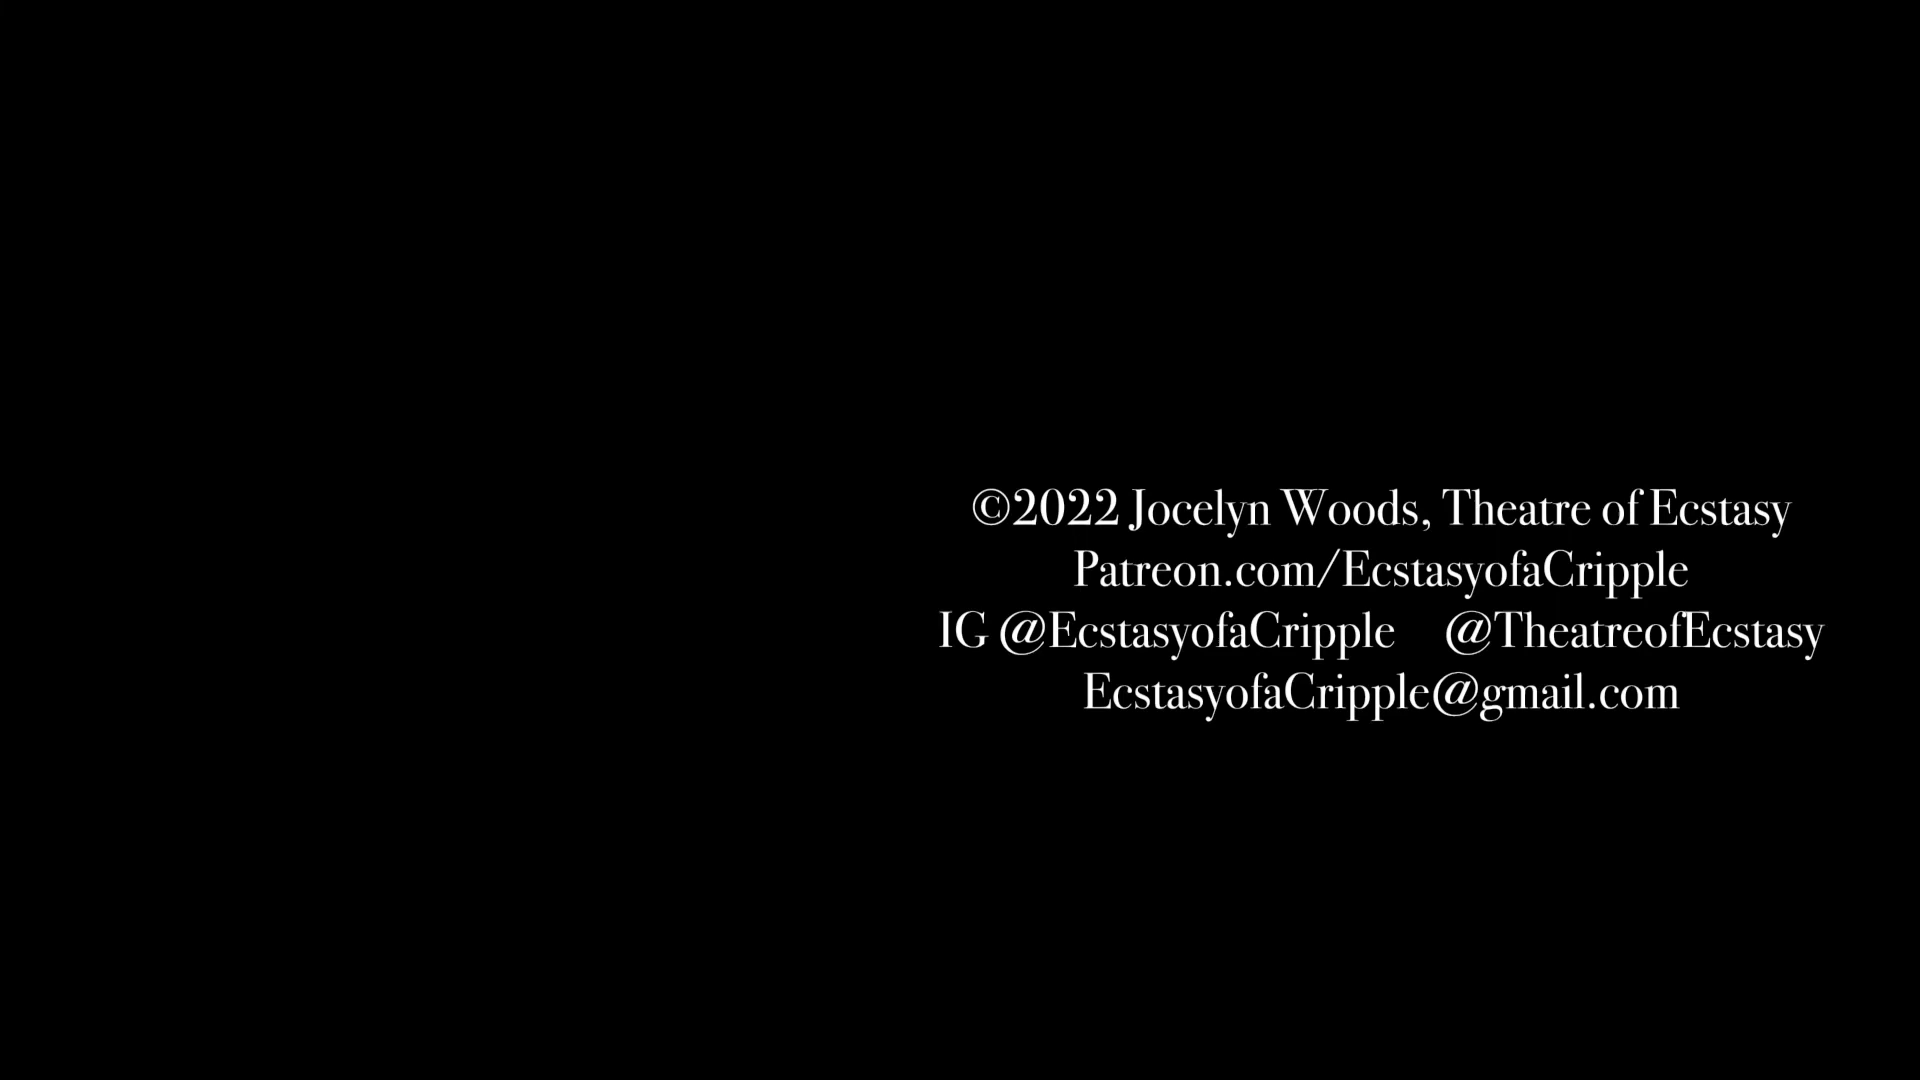 ©2022 Jocelyn Woods, Theatre of Ecstasy
Patreon.com/EcstasyofaCripple
IG @EcstasyofaCripple @TheatreofEcstasy
EcstasyofaCripple@gmail.com